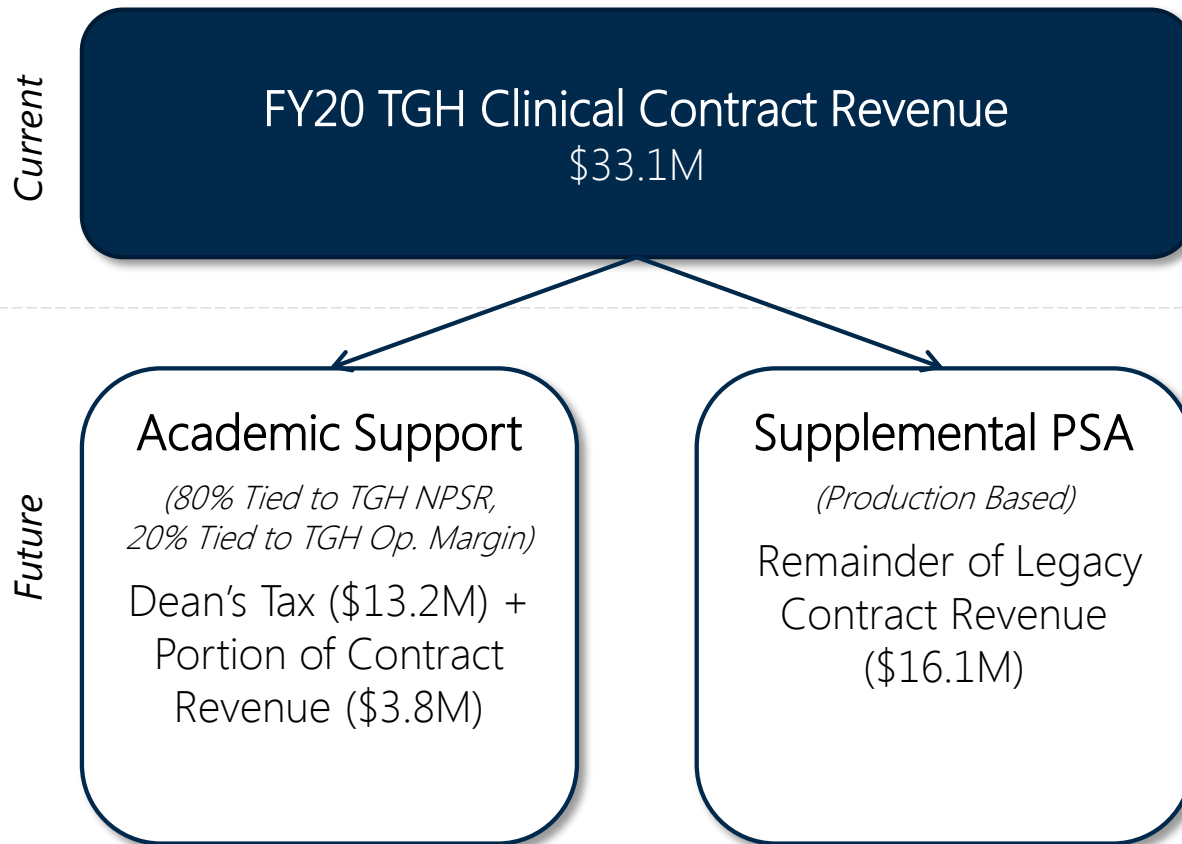 Current
FY20 TGH Clinical Contract Revenue
$33.1M
Future
Academic Support
(80% Tied to TGH NPSR,
20% Tied to TGH Op. Margin)
Dean’s Tax ($13.2M) +
Portion of Contract
Revenue ($3.8M)
Supplemental PSA
(Production Based)
Remainder of Legacy
Contract Revenue
($16.1M)